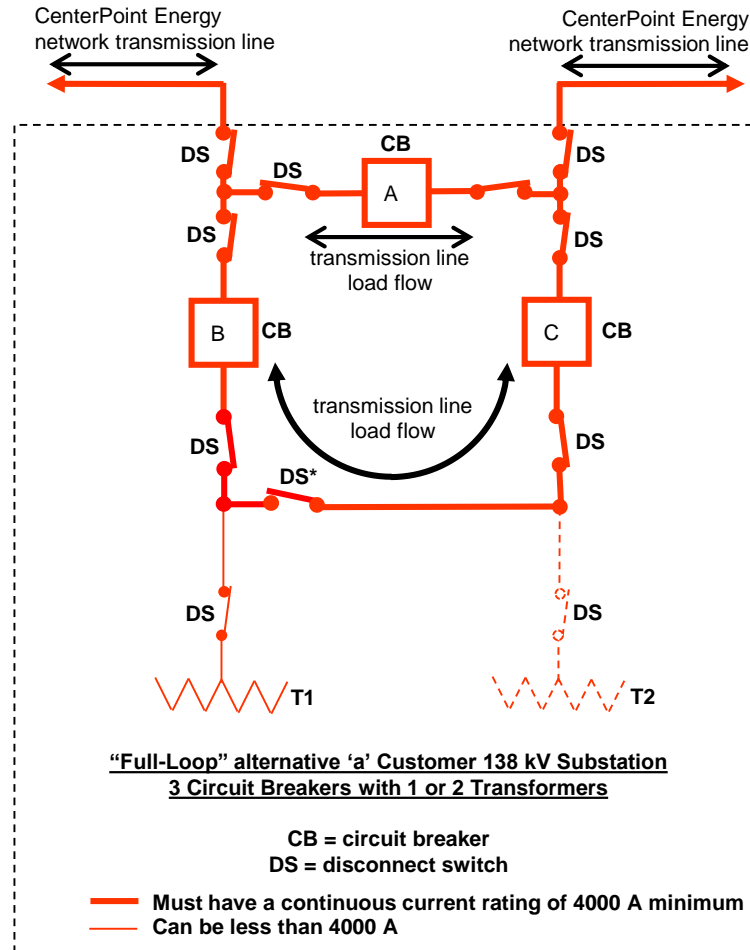 CenterPoint Energy
network transmission line
CenterPoint Energy
network transmission line
DS
DS
CB
DS
A
DS
DS
transmission line
load flow
B
CB
C
CB
transmission line
load flow
DS
DS
DS*
DS
DS
T1
T2
"Full-Loop" alternative 'a' Customer 138 kV Substation
3 Circuit Breakers with 1 or 2 Transformers
CB = circuit breaker
DS = disconnect switch
Must have a continuous current rating of 4000 A minimum
Can be less than 4000 A